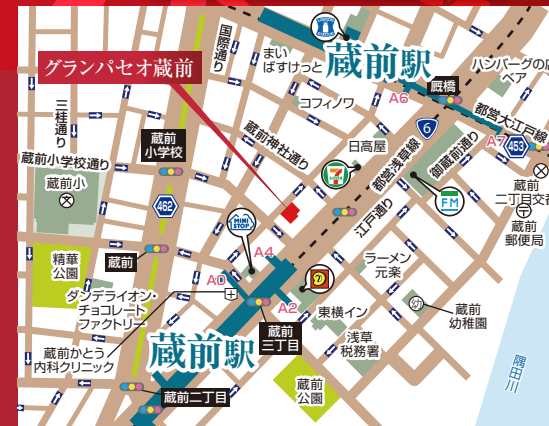 国際通り
まい
ばすけっと
蔵前駅
ハンバーグの店
ベア
グランパセオ蔵前
コフィノワ
A6
厩橋
都営大江戸線
A7
453
三桂通り
蔵前
小学校
蔵前神社通り
日高屋
都営浅草線
6
御蔵前通り
蔵前小学校通り
蔵前小
文
462
FM
蔵前
二丁目交番
蔵前
郵便局
江戸通り
MINI
STOP
精華
公園
蔵前
A4
A0
A2
ラーメン
元楽
ダンデライオン・
チョコレート
ファクトリー
東横イン
幼
蔵前
幼稚園
蔵前
三丁目
浅草
税務署
蔵前駅
蔵前かとう
内科クリニック
蔵前二丁目
蔵前
公園
隅田川